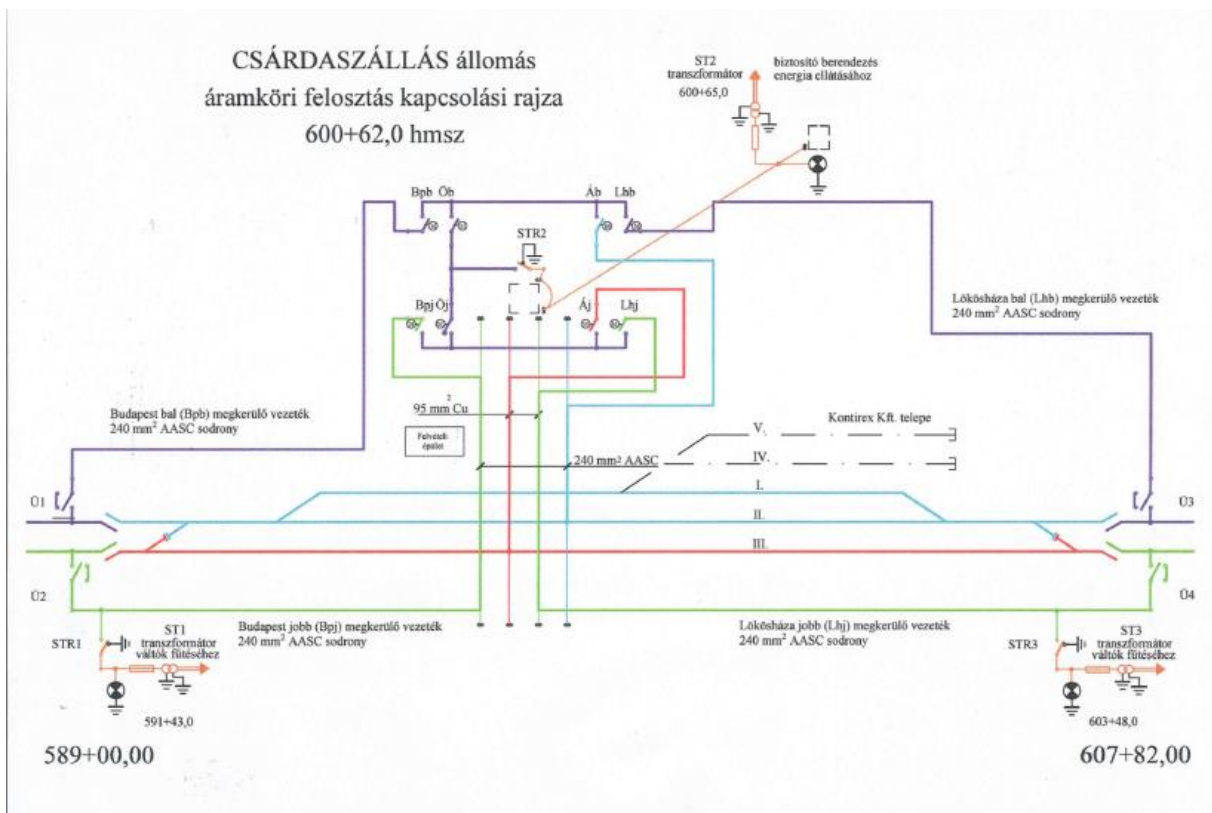 CSÁRDASZÁLLÁS állomás
áramköri felosztás kapcsolási rajza
600+62,0 hmsz
ST2
transzformátor
600+65,0
biztosító berendezés
energia ellátásához
Bpb Öb
Áb Lhb
STR2
Bpj Öj
Áj Lhj
Lökösháza bal (Lhb) megkerülő vezeték
240 mm² AASC sodrony
Budapest bal (Bpb) megkerülő vezeték
240 mm² AASC sodrony
95 mm² Cu
Felvételi
épület
V.
Kontirex Kft. telepe
240 mm² AASC
IV.
I.
Ü1
Ü3
II.
III.
Ü2
Ü4
Budapest jobb (Bpj) megkerülő vezeték
240 mm² AASC sodrony
Lökösháza jobb (Lhj) megkerülő vezeték
240 mm² AASC sodrony
STR1
ST1
transzformátor
váltók fűtéséhez
591+43,0
STR3
ST3
transzformátor
váltók fűtéséhez
603+48,0
589+00,00
607+82,00